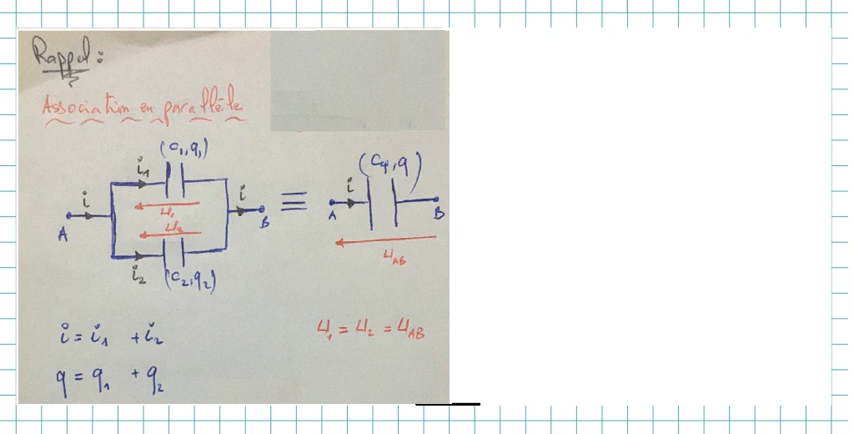 Rappel :
Association en parallèle
(C₁,q₁)
i₁
i
U₁
U₂
i
A
B
i₂
(C₂,q₂)
≡
(Cφ,q)
i
A
B
U_AB
i = i₁ + i₂
U₁ = U₂ = U_AB
q = q₁ + q₂